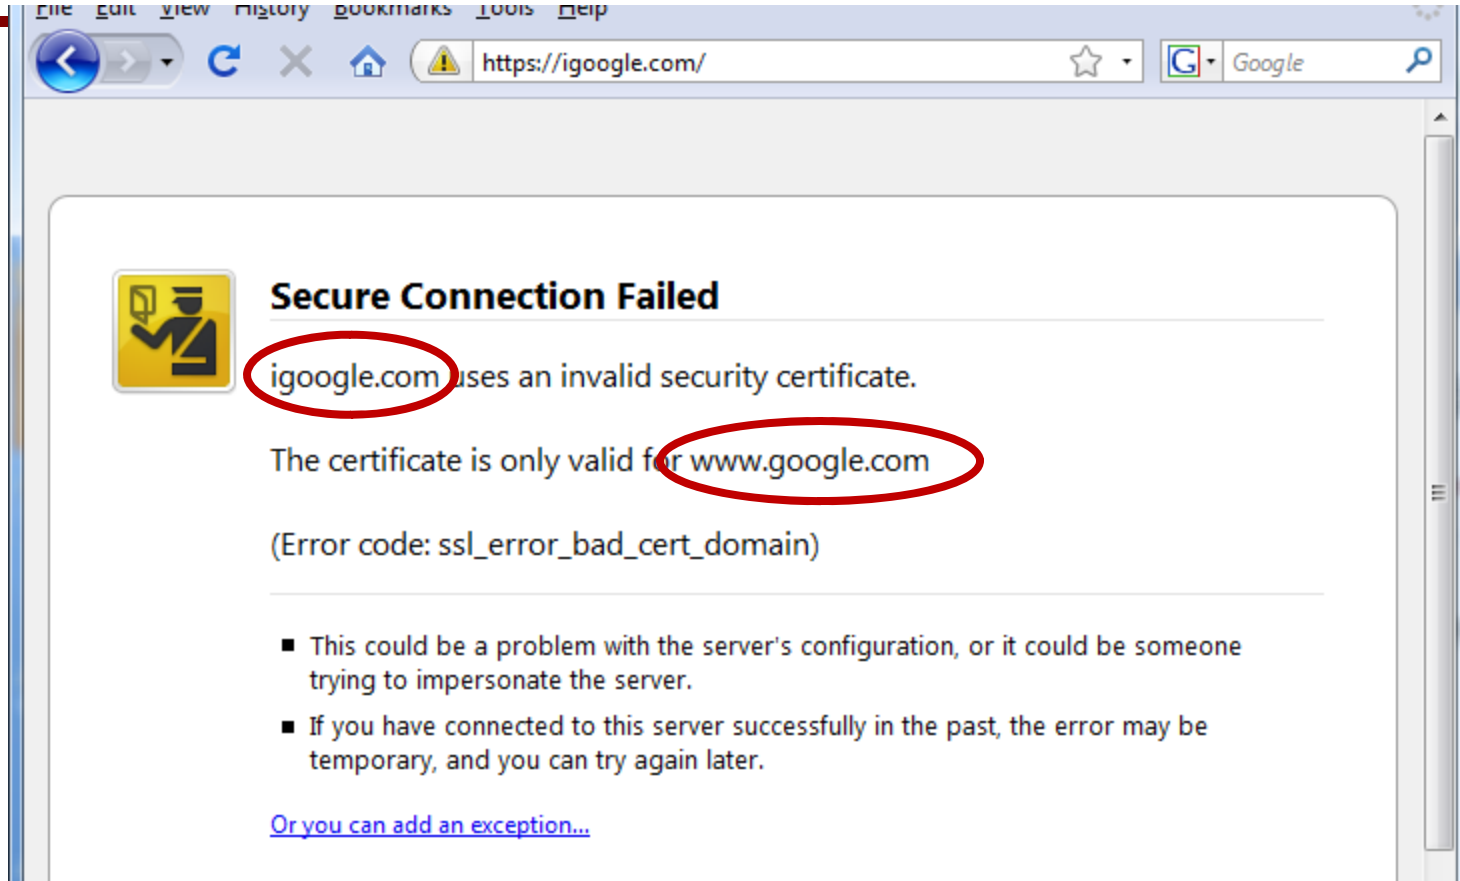 File Edit View History Bookmarks Tools Help
https://igoogle.com/ G Google
Secure Connection Failed
igoogle.com uses an invalid security certificate.
The certificate is only valid for www.google.com
(Error code: ssl_error_bad_cert_domain)
This could be a problem with the server's configuration, or it could be someone
trying to impersonate the server.
If you have connected to this server successfully in the past, the error may be
temporary, and you can try again later.
Or you can add an exception...